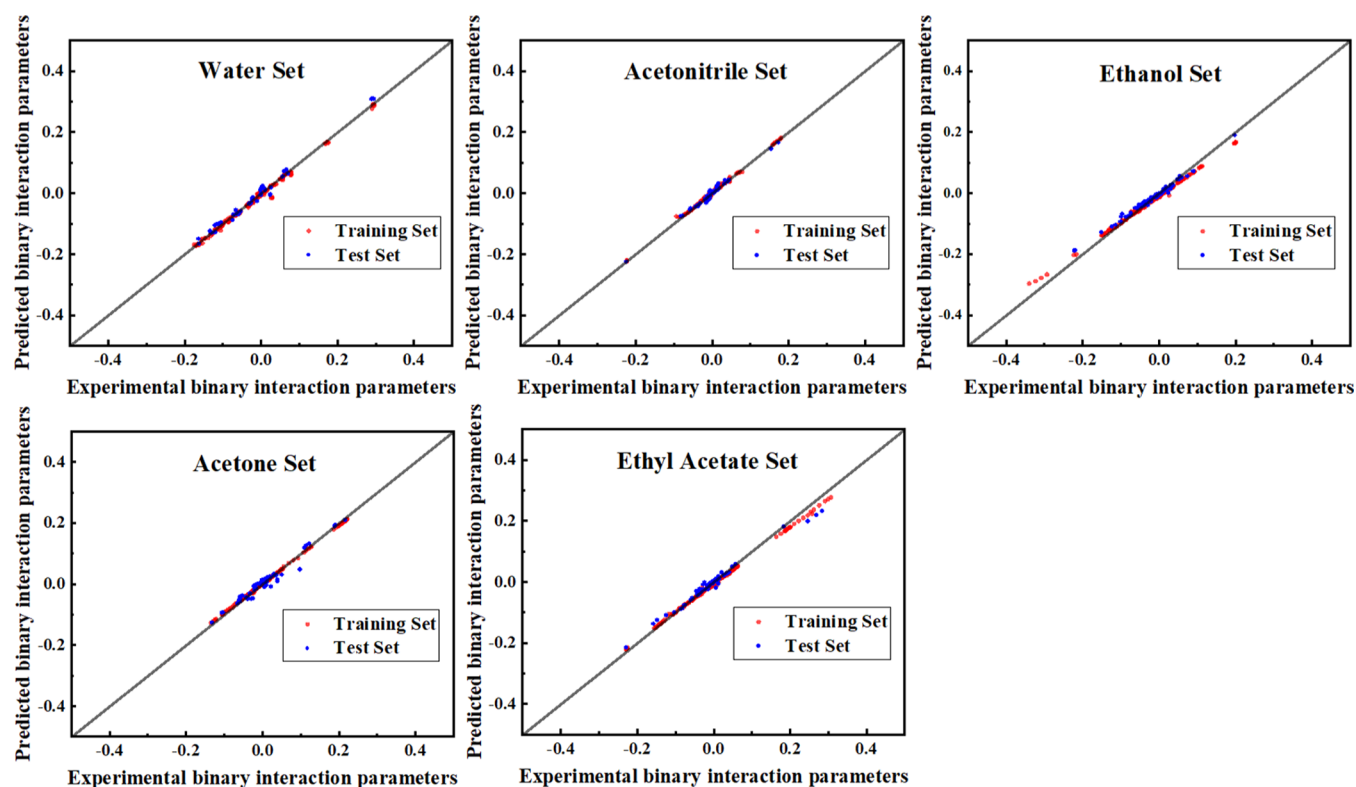 Predicted binary interaction parameters
0.4
0.2
0.0
-0.2
-0.4
Water Set
Training Set
Test Set
-0.4 -0.2 0.0 0.2 0.4
Experimental binary interaction parameters
Predicted binary interaction parameters
0.4
0.2
0.0
-0.2
-0.4
Acetonitrile Set
Training Set
Test Set
-0.4 -0.2 0.0 0.2 0.4
Experimental binary interaction parameters
Predicted binary interaction parameters
0.4
0.2
0.0
-0.2
-0.4
Ethanol Set
Training Set
Test Set
-0.4 -0.2 0.0 0.2 0.4
Experimental binary interaction parameters
Predicted binary interaction parameters
0.4
0.2
0.0
-0.2
-0.4
Acetone Set
Training Set
Test Set
-0.4 -0.2 0.0 0.2 0.4
Experimental binary interaction parameters
Predicted binary interaction parameters
0.4
0.2
0.0
-0.2
-0.4
Ethyl Acetate Set
Training Set
Test Set
-0.4 -0.2 0.0 0.2 0.4
Experimental binary interaction parameters